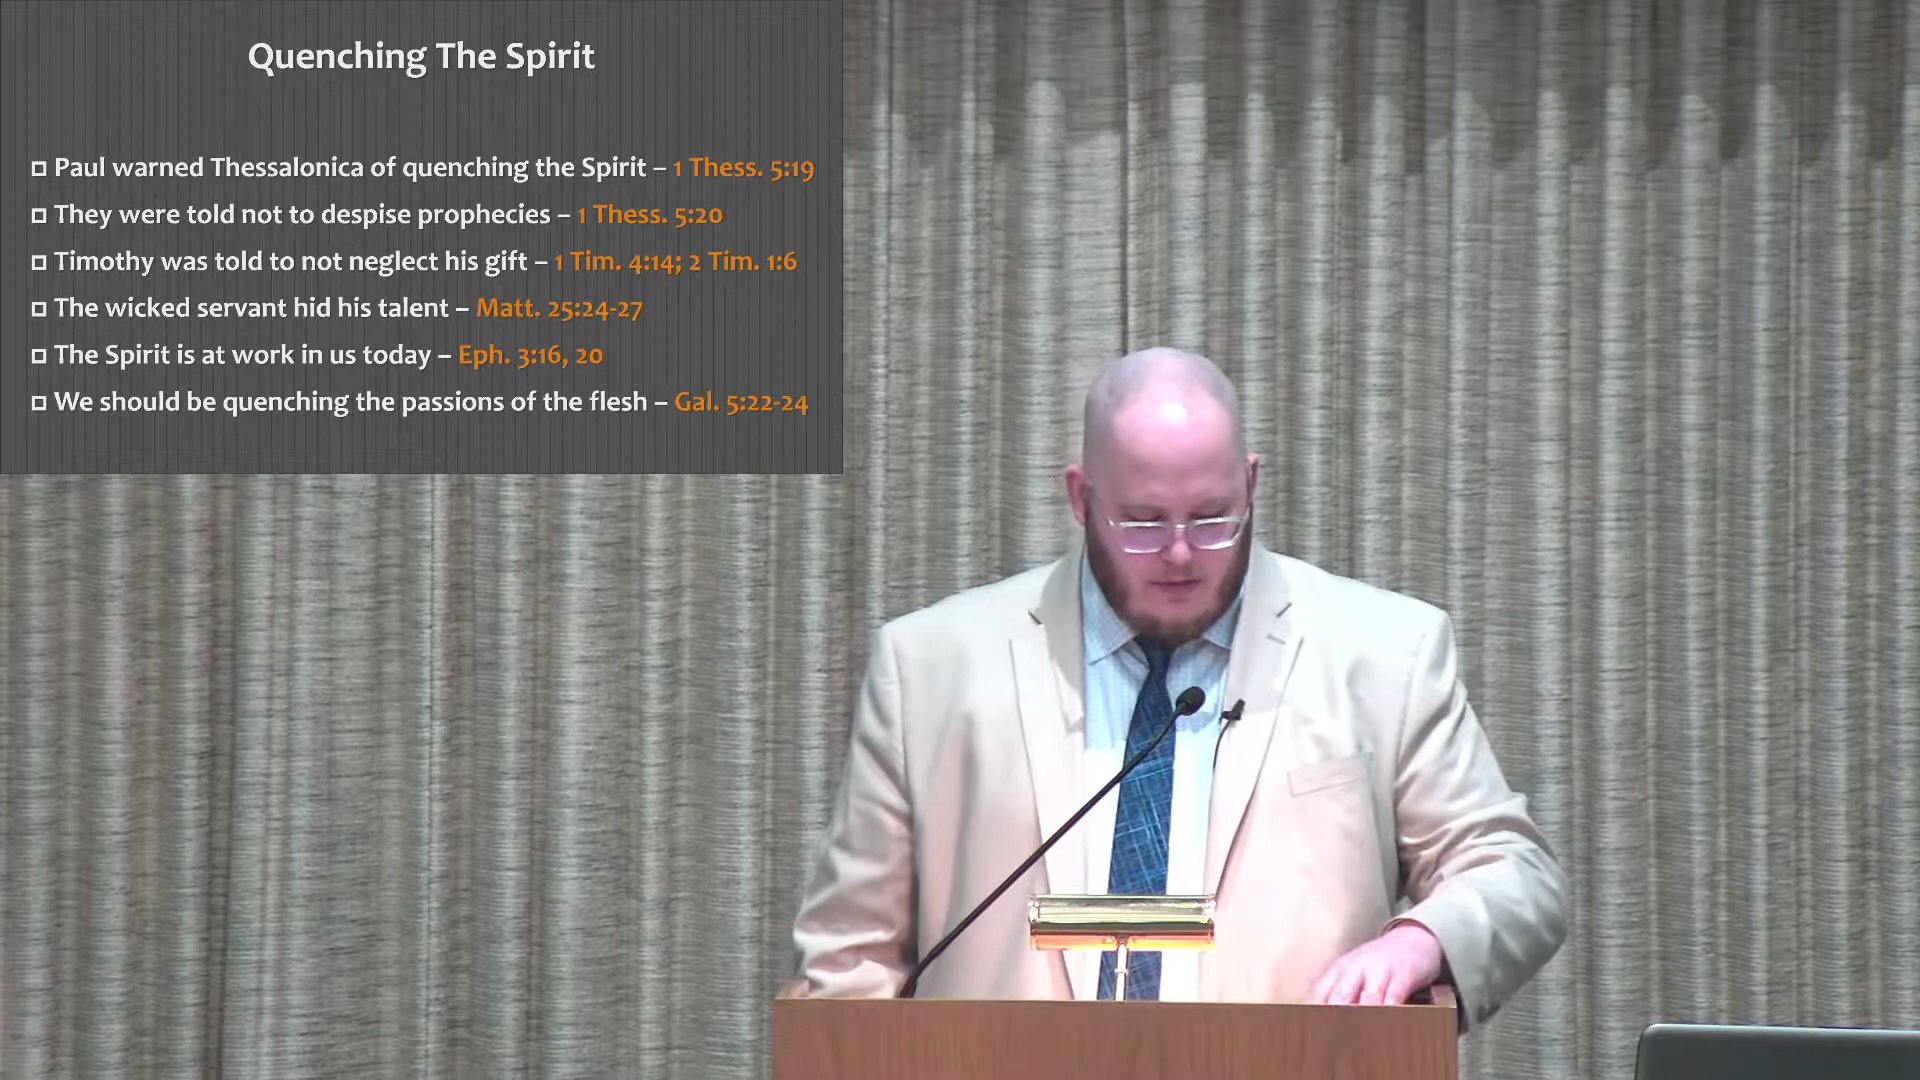 Quenching The Spirit
Paul warned Thessalonica of quenching the Spirit – 1 Thess. 5:19
They were told not to despise prophecies – 1 Thess. 5:20
Timothy was told to not neglect his gift – 1 Tim. 4:14; 2 Tim. 1:6
The wicked servant hid his talent – Matt. 25:24-27
The Spirit is at work in us today – Eph. 3:16, 20
We should be quenching the passions of the flesh – Gal. 5:22-24